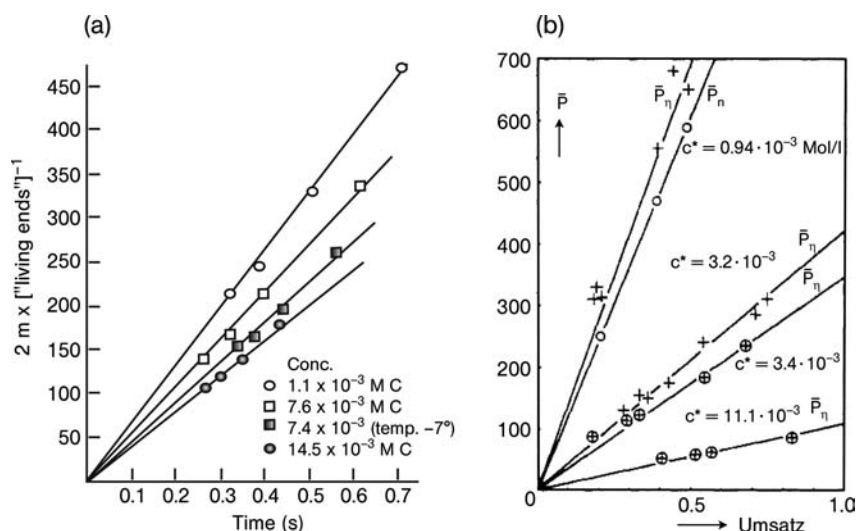 (a)
2 m x ["living ends"]⁻¹
450
400
350
300
250
200
150
100
50
0.1 0.2 0.3 0.4 0.5 0.6 0.7
Time (s)
Conc.
1.1 x 10⁻³ M C
7.6 x 10⁻³ M C
7.4 x 10⁻³ (temp. –7°)
14.5 x 10⁻³ M C
(b)
700
600
500
400
300
200
100
0
0 0.5 1.0
Umsatz
P̄
P̄η P̄n
c* = 0.94 · 10⁻³ Mol/l
P̄η
c* = 3.2 · 10⁻³
P̄η
c* = 3.4 · 10⁻³
c* = 11.1 · 10⁻³ P̄η